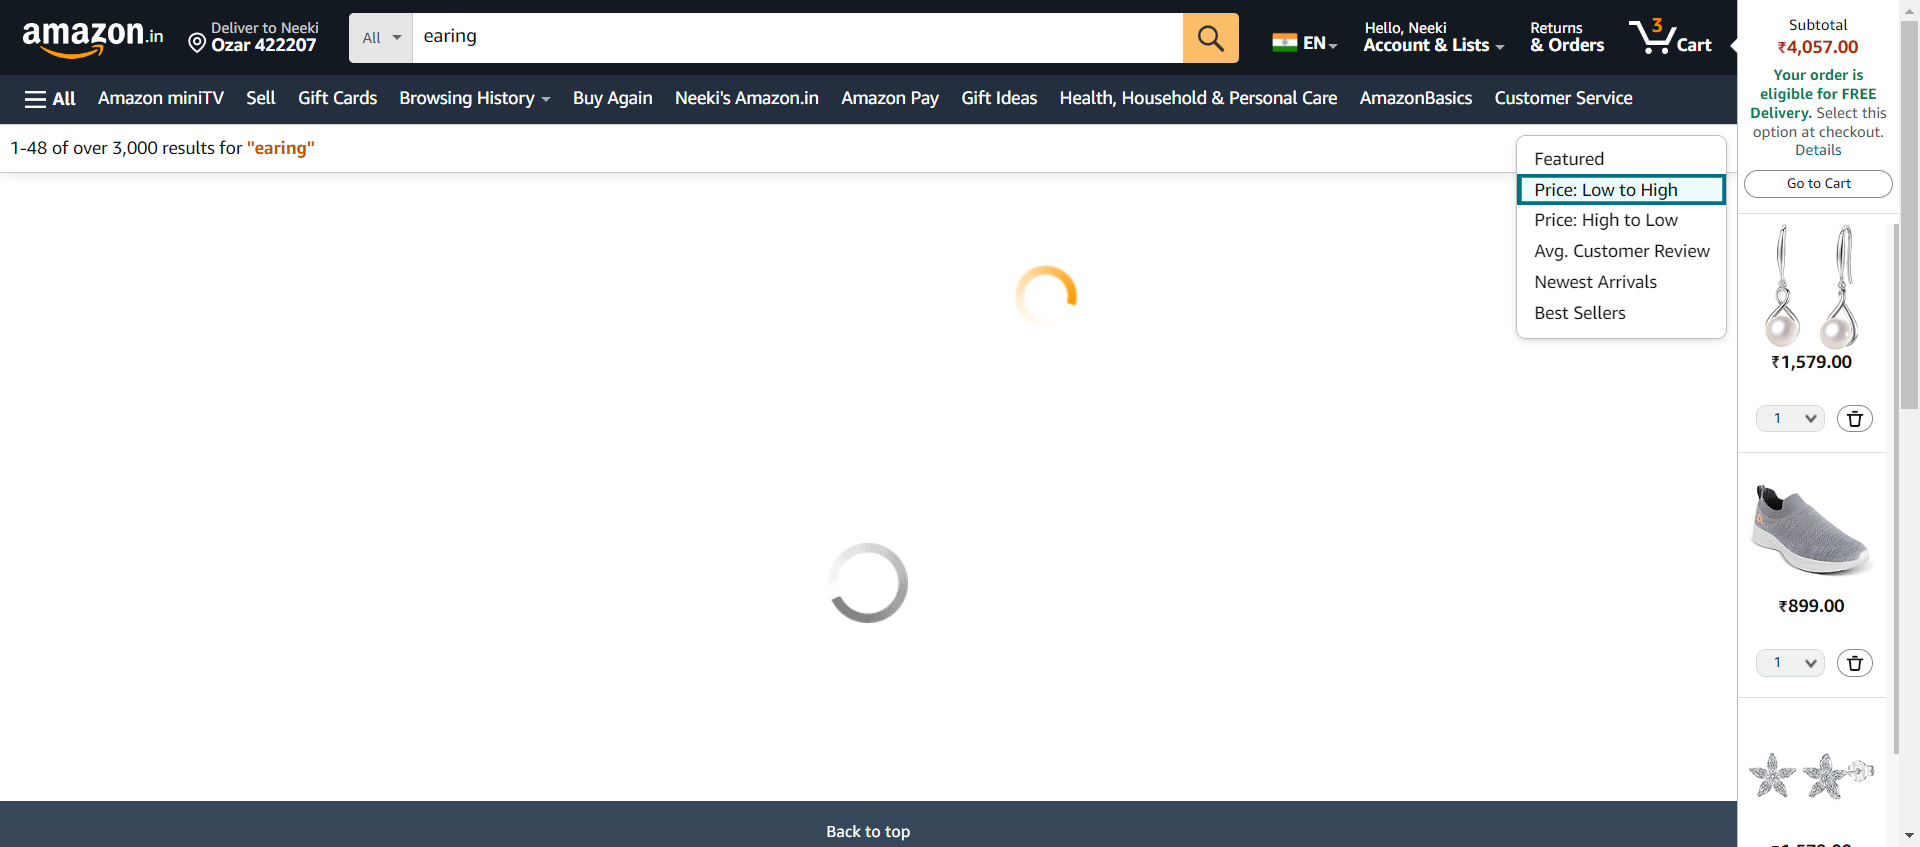 amazon.in
Deliver to Neeki
Ozar 422207
All
earing
EN
Hello, Neeki
Account & Lists
Returns
& Orders
3
Cart
All
Amazon miniTV
Sell
Gift Cards
Browsing History
Buy Again
Neeki's Amazon.in
Amazon Pay
Gift Ideas
Health, Household & Personal Care
AmazonBasics
Customer Service
1-48 of over 3,000 results for "earing"
Featured
Price: Low to High
Price: High to Low
Avg. Customer Review
Newest Arrivals
Best Sellers
Subtotal
₹4,057.00
Your order is
eligible for FREE
Delivery. Select this
option at checkout.
Details
Go to Cart
₹1,579.00
1
₹899.00
1
Back to top